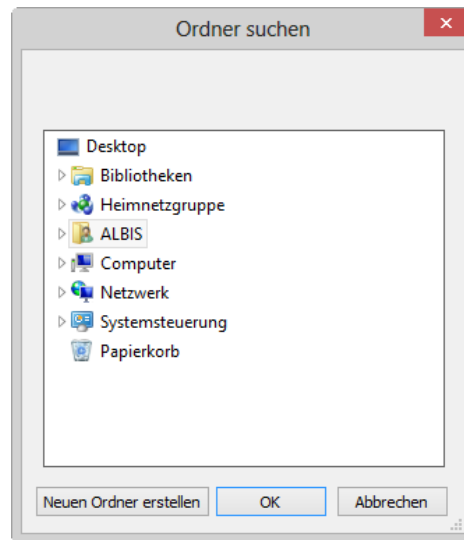 Ordner suchen
Desktop
Bibliotheken
Heimnetzgruppe
ALBIS
Computer
Netzwerk
Systemsteuerung
Papierkorb
Neuen Ordner erstellen OK Abbrechen